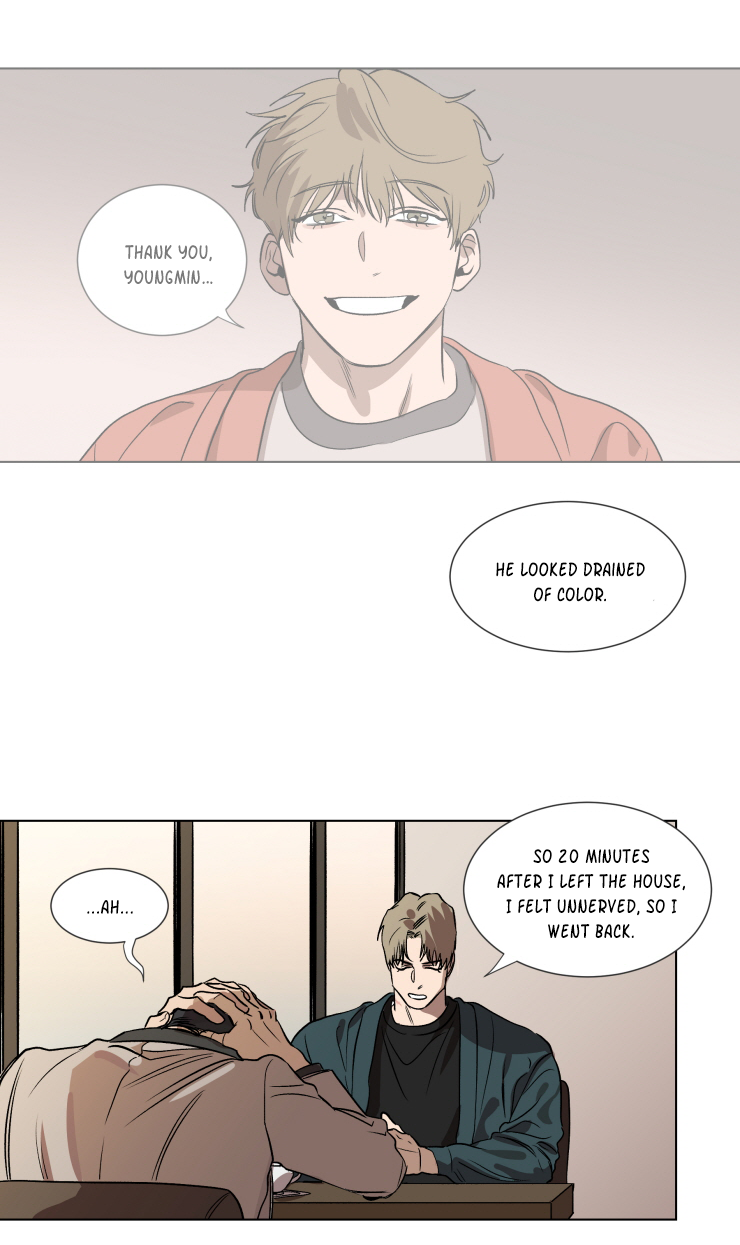 THANK YOU,
YOUNGMIN...
HE LOOKED DRAINED
OF COLOR.
...AH...
SO 20 MINUTES
AFTER I LEFT THE HOUSE,
I FELT UNNERVED, SO I
WENT BACK.